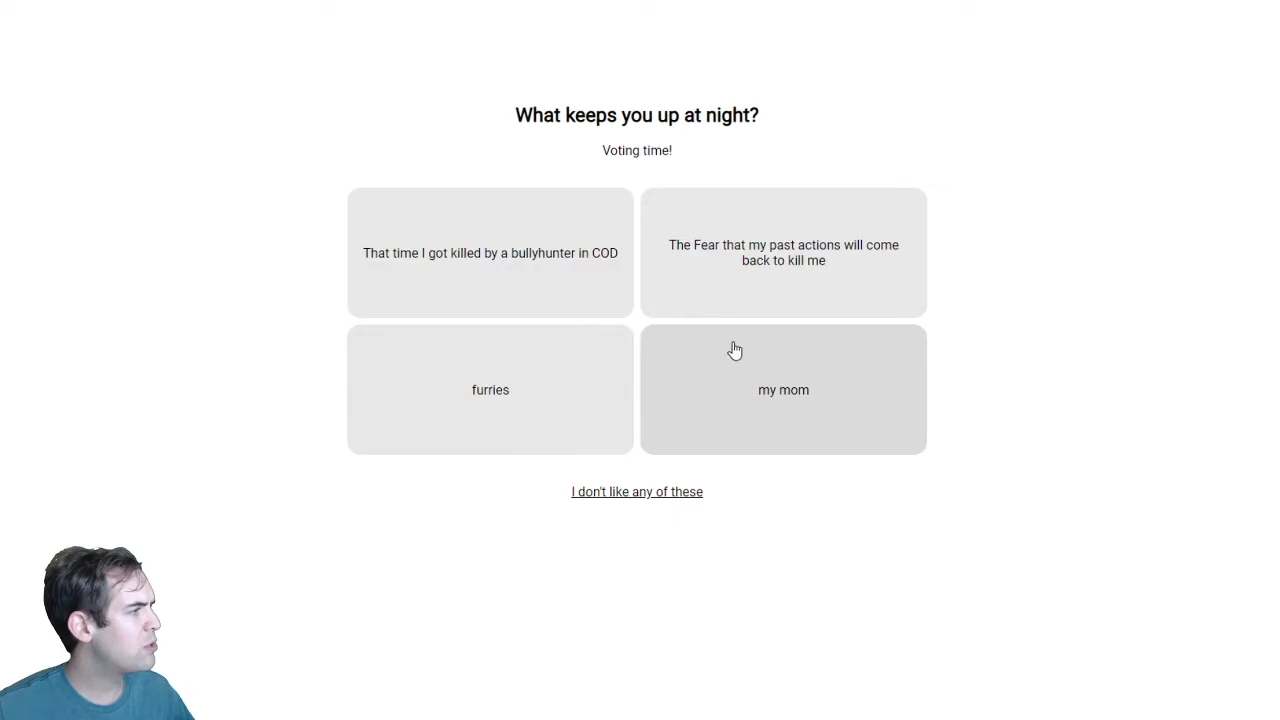 What keeps you up at night?
Voting time!
That time I got killed by a bullyhunter in COD
The Fear that my past actions will come
back to kill me
furries
my mom
I don't like any of these